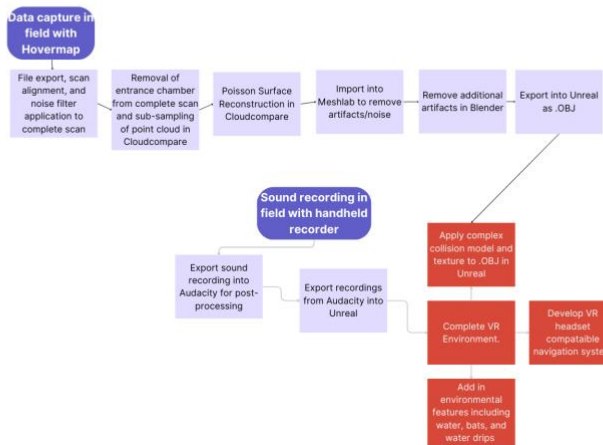 Data capture in
field with
Hovermap
File export, scan
alignment, and
noise filter
application to
complete scan
Removal of
entrance chamber
from complete scan
and sub-sampling
of point cloud in
Cloudcompare
Poisson Surface
Reconstruction in
Cloudcompare
Import into
Meshlab to remove
artifacts/noise
Remove additional
artifacts in Blender
Export into Unreal
as .OBJ
Sound recording in
field with handheld
recorder
Export sound
recording into
Audacity for post-
processing
Export recordings
from Audacity into
Unreal
Apply complex
collision model and
texture to .OBJ in
Unreal
Complete VR
Environment.
Develop VR
headset
compataible
navigation syste
Add in
environmental
features including
water, bats, and
water drips